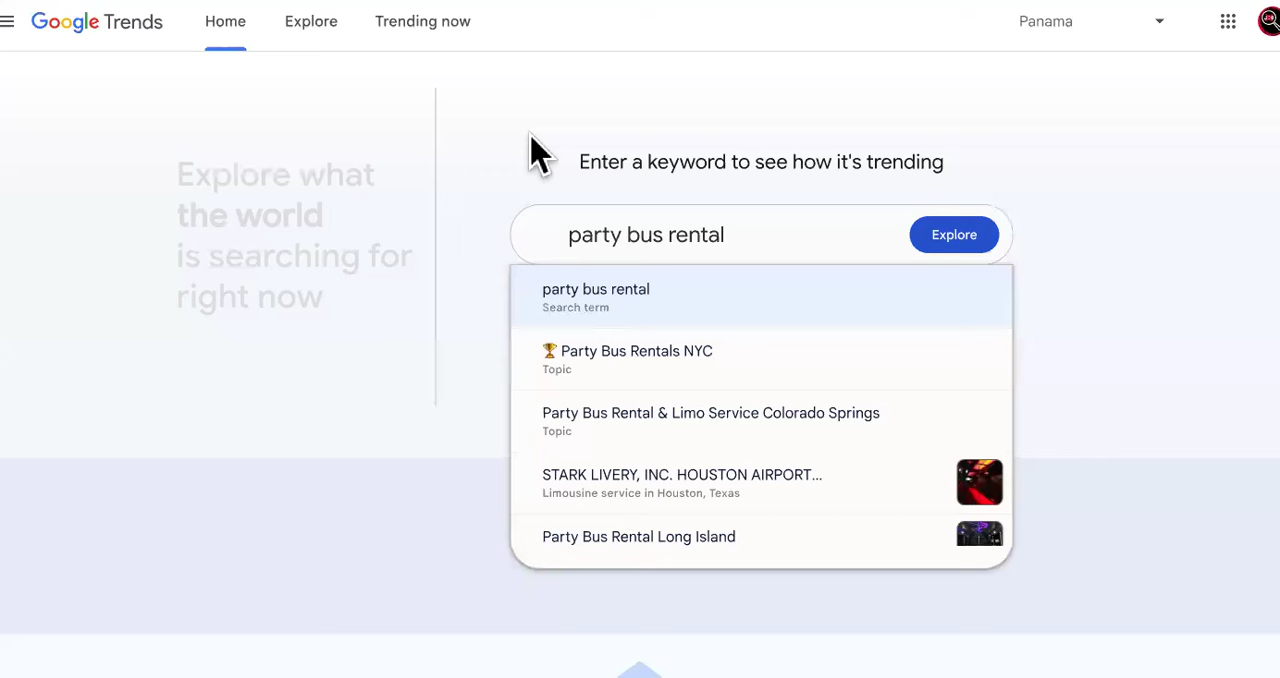 Google Trends
Home
Explore
Trending now
Panama
Explore what
the world
is searching for
right now
Enter a keyword to see how it's trending
party bus rental
Explore
party bus rental
Search term
🏆 Party Bus Rentals NYC
Topic
Party Bus Rental & Limo Service Colorado Springs
Topic
STARK LIVERY, INC. HOUSTON AIRPORT...
Limousine service in Houston, Texas
Party Bus Rental Long Island